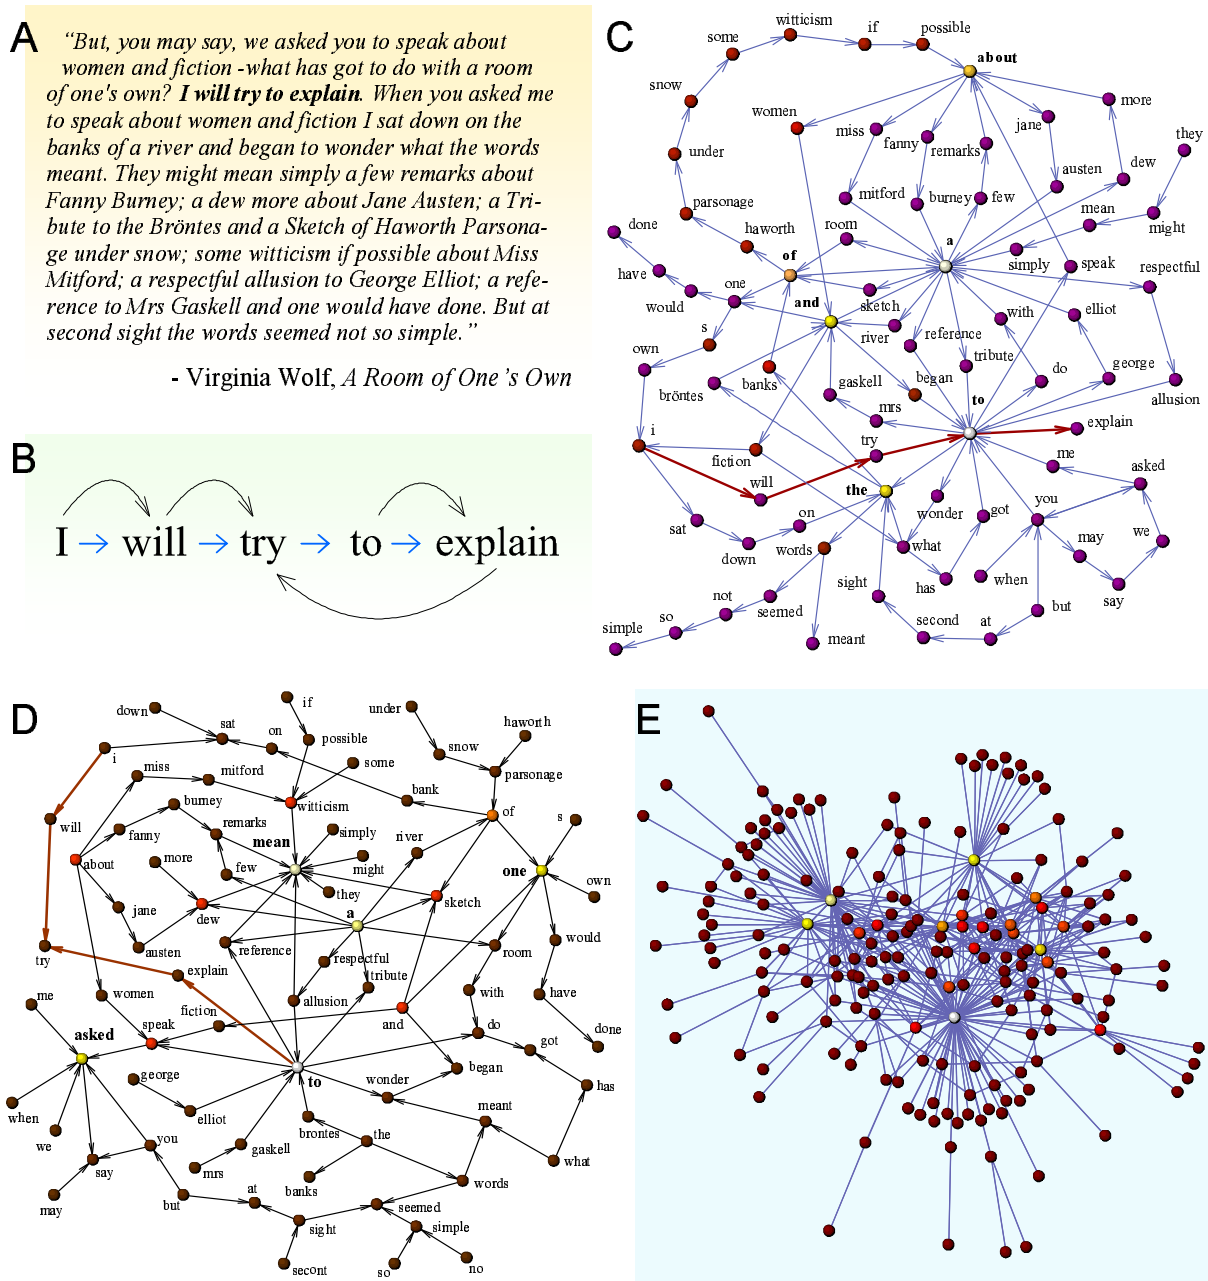 A
“But, you may say, we asked you to speak about
women and fiction -what has got to do with a room
of one's own? I will try to explain. When you asked me
to speak about women and fiction I sat down on the
banks of a river and began to wonder what the words
meant. They might mean simply a few remarks about
Fanny Burney; a dew more about Jane Austen; a Tri-
bute to the Bröntes and a Sketch of Haworth Parsona-
ge under snow; some witticism if possible about Miss
Mitford; a respectful allusion to George Elliot; a refe-
rence to Mrs Gaskell and one would have done. But at
second sight the words seemed not so simple.”
- Virginia Wolf, A Room of One’s Own
B
I will try to explain
C
witticism
if
possible
some
about
snow
women
miss
fanny
remarks
jane
more
they
under
austen
dew
mitford
burney
few
parsonage
mean
might
done
haworth
room
a
simply
speak
respectful
of
have
one
and
sketch
would
with
elliot
s
river
reference
own
tribute
bröntes
banks
gaskell
began
do
george
to
allusion
mrs
i
try
explain
fiction
will
me
asked
the
sat
on
wonder
got
you
down
words
what
may
we
has
when
sight
say
not
seemed
but
so
simple
meant
second
at
D
down
if
under
haworth
sat
on
possible
i
snow
miss
mitford
some
parsonage
bank
burney
witticism
of
s
will
fanny
remarks
mean
simply
river
about
more
few
might
one
they
own
jane
dew
a
sketch
austen
reference
room
would
try
respectful
explain
tribute
me
women
allusion
with
have
fiction
speak
and
do
done
asked
got
george
to
wonder
began
has
when
elliot
meant
we
you
gaskell
brontes
the
say
mrs
what
banks
words
may
but
at
seemed
sight
simple
secont
so
no
E